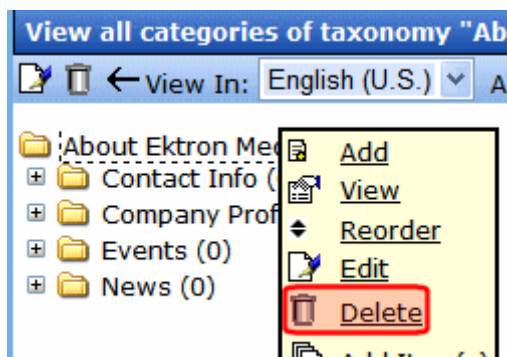 View all categories of taxonomy "Ab
View In: English (U.S.) A
About Ektron Med
Contact Info (
Company Prof
Events (0)
News (0)
Add
View
Reorder
Edit
Delete